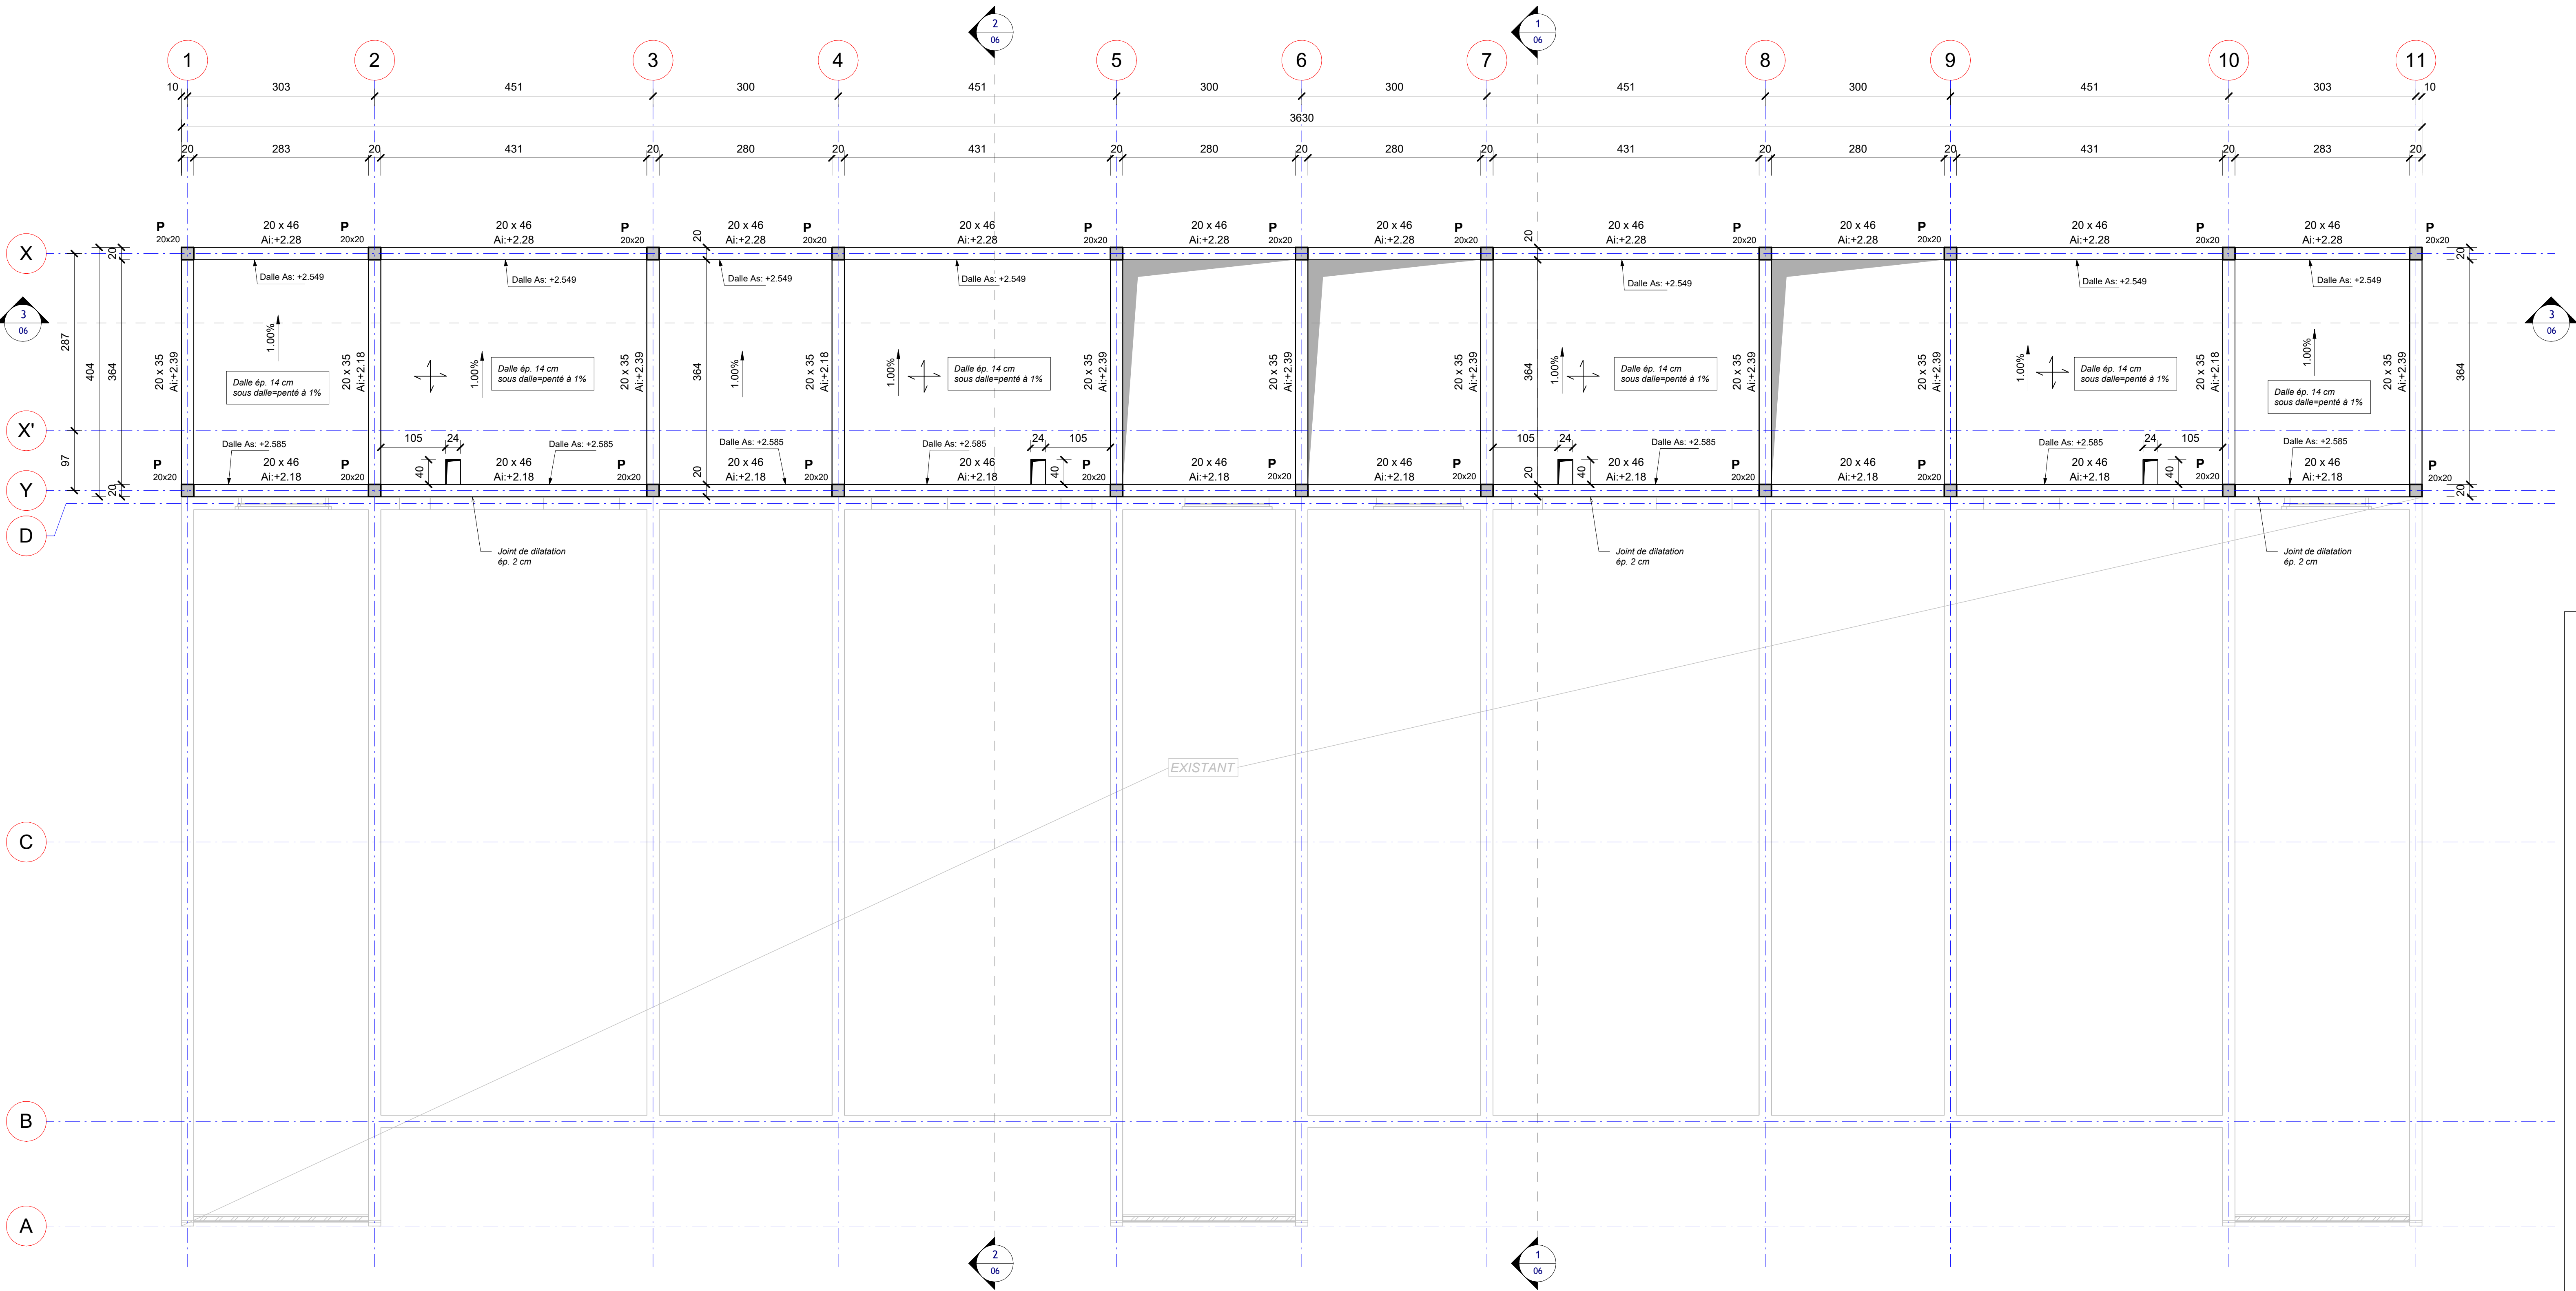 2
06
1
06
1
2
3
4
5
6
7
8
9
10
11
10
303
451
300
451
300
300
451
300
451
303
10
3630
20
283
20
431
20
280
20
431
20
280
20
280
20
431
20
280
20
431
20
283
20
P
20x20
20 x 46
Ai:+2.28
P
20x20
20 x 46
Ai:+2.28
P
20x20
20 x 46
Ai:+2.28
P
20x20
20 x 46
Ai:+2.28
P
20x20
20 x 46
Ai:+2.28
P
20x20
20 x 46
Ai:+2.28
P
20x20
20 x 46
Ai:+2.28
P
20x20
20 x 46
Ai:+2.28
P
20x20
20 x 46
Ai:+2.28
P
20x20
20 x 46
Ai:+2.28
P
20x20
X
20
20
20
20
Dalle As: +2.549
Dalle As: +2.549
Dalle As: +2.549
Dalle As: +2.549
Dalle As: +2.549
Dalle As: +2.549
Dalle As: +2.549
3
06
3
06
287
404
364
20 x 35
Ai:+2.39
1.00%
Dalle ép. 14 cm
sous dalle=penté à 1%
20 x 35
Ai:+2.18
1.00%
Dalle ép. 14 cm
sous dalle=penté à 1%
20 x 35
Ai:+2.39
364
1.00%
20 x 35
Ai:+2.18
1.00%
Dalle ép. 14 cm
sous dalle=penté à 1%
20 x 35
Ai:+2.39
20 x 35
Ai:+2.39
20 x 35
Ai:+2.39
364
1.00%
Dalle ép. 14 cm
sous dalle=penté à 1%
20 x 35
Ai:+2.39
20 x 35
Ai:+2.39
1.00%
Dalle ép. 14 cm
sous dalle=penté à 1%
20 x 35
Ai:+2.18
1.00%
Dalle ép. 14 cm
sous dalle=penté à 1%
20 x 35
Ai:+2.39
364
X'
97
Dalle As: +2.585
105
24
40
Dalle As: +2.585
Dalle As: +2.585
Dalle As: +2.585
24
105
40
105
24
40
Dalle As: +2.585
Dalle As: +2.585
24
105
40
Dalle As: +2.585
P
20x20
20 x 46
Ai:+2.18
P
20x20
20 x 46
Ai:+2.18
P
20x20
20 x 46
Ai:+2.18
P
20x20
20 x 46
Ai:+2.18
P
20x20
20 x 46
Ai:+2.18
P
20x20
20 x 46
Ai:+2.18
P
20x20
20 x 46
Ai:+2.18
P
20x20
20 x 46
Ai:+2.18
P
20x20
20 x 46
Ai:+2.18
P
20x20
20 x 46
Ai:+2.18
P
20x20
Y
20
20
20
20
D
Joint de dilatation
ép. 2 cm
Joint de dilatation
ép. 2 cm
Joint de dilatation
ép. 2 cm
EXISTANT
C
B
A
2
06
1
06